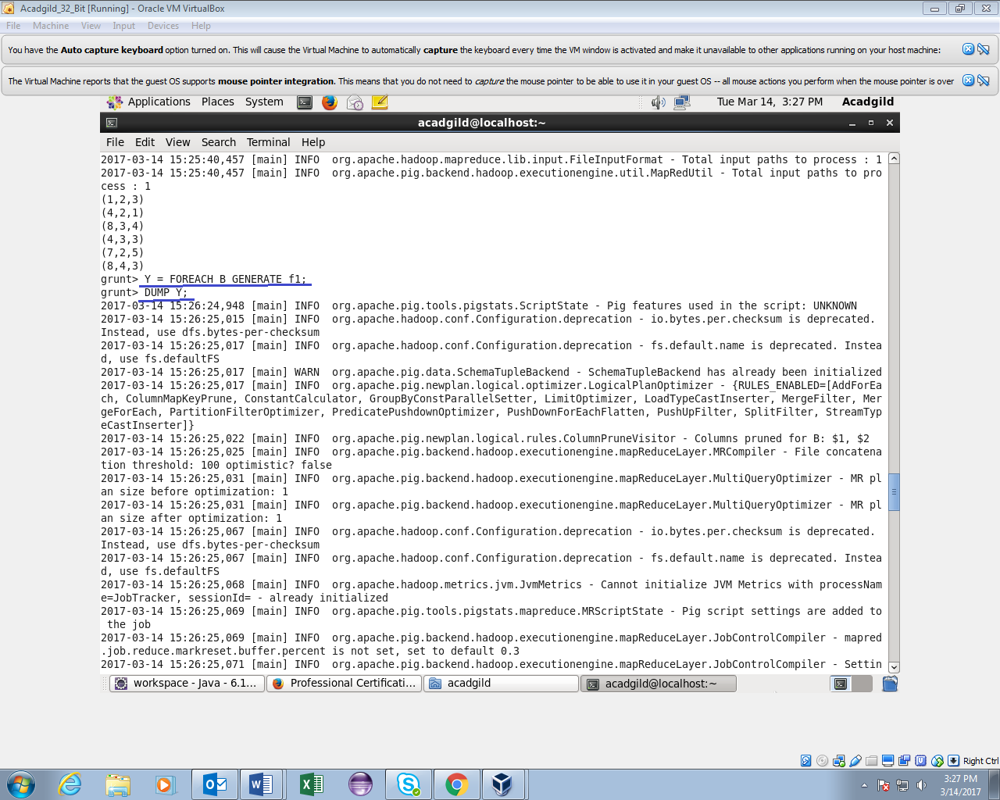 Acadgild_32_Bit [Running] - Oracle VM VirtualBox
File Machine View Input Devices Help
You have the Auto capture keyboard option turned on. This will cause the Virtual Machine to automatically capture the keyboard every time the VM window is activated and make it unavailable to other applications running on your host machine:
The Virtual Machine reports that the guest OS supports mouse pointer integration. This means that you do not need to capture the mouse pointer to be able to use it in your guest OS -- all mouse actions you perform when the mouse pointer is over
Applications Places System Tue Mar 14, 3:27 PM Acadgild
acadgild@localhost:~
File Edit View Search Terminal Help
2017-03-14 15:25:40,457 [main] INFO  org.apache.hadoop.mapreduce.lib.input.FileInputFormat - Total input paths to process : 1
2017-03-14 15:25:40,457 [main] INFO  org.apache.pig.backend.hadoop.executionengine.util.MapRedUtil - Total input paths to pro
cess : 1
(1,2,3)
(4,2,1)
(8,3,4)
(4,3,3)
(7,2,5)
(8,4,3)
grunt> Y = FOREACH B GENERATE f1;
grunt> DUMP Y;
2017-03-14 15:26:24,948 [main] INFO  org.apache.pig.tools.pigstats.ScriptState - Pig features used in the script: UNKNOWN
2017-03-14 15:26:25,015 [main] INFO  org.apache.hadoop.conf.Configuration.deprecation - io.bytes.per.checksum is deprecated.
Instead, use dfs.bytes-per-checksum
2017-03-14 15:26:25,017 [main] INFO  org.apache.hadoop.conf.Configuration.deprecation - fs.default.name is deprecated. Instea
d, use fs.defaultFS
2017-03-14 15:26:25,017 [main] WARN  org.apache.pig.data.SchemaTupleBackend - SchemaTupleBackend has already been initialized
2017-03-14 15:26:25,017 [main] INFO  org.apache.pig.newplan.logical.optimizer.LogicalPlanOptimizer - {RULES_ENABLED=[AddForEa
ch, ColumnMapKeyPrune, ConstantCalculator, GroupByConstParallelSetter, LimitOptimizer, LoadTypeCastInserter, MergeFilter, Mer
geForEach, PartitionFilterOptimizer, PredicatePushdownOptimizer, PushDownForEachFlatten, PushUpFilter, SplitFilter, StreamTyp
eCastInserter]}
2017-03-14 15:26:25,022 [main] INFO  org.apache.pig.newplan.logical.rules.ColumnPruneVisitor - Columns pruned for B: $1, $2
2017-03-14 15:26:25,025 [main] INFO  org.apache.pig.backend.hadoop.executionengine.mapReduceLayer.MRCompiler - File concatena
tion threshold: 100 optimistic? false
2017-03-14 15:26:25,031 [main] INFO  org.apache.pig.backend.hadoop.executionengine.mapReduceLayer.MultiQueryOptimizer - MR pl
an size before optimization: 1
2017-03-14 15:26:25,031 [main] INFO  org.apache.pig.backend.hadoop.executionengine.mapReduceLayer.MultiQueryOptimizer - MR pl
an size after optimization: 1
2017-03-14 15:26:25,067 [main] INFO  org.apache.hadoop.conf.Configuration.deprecation - io.bytes.per.checksum is deprecated.
Instead, use dfs.bytes-per-checksum
2017-03-14 15:26:25,067 [main] INFO  org.apache.hadoop.conf.Configuration.deprecation - fs.default.name is deprecated. Instea
d, use fs.defaultFS
2017-03-14 15:26:25,068 [main] INFO  org.apache.hadoop.metrics.jvm.JvmMetrics - Cannot initialize JVM Metrics with processNam
e=JobTracker, sessionId= - already initialized
2017-03-14 15:26:25,069 [main] INFO  org.apache.pig.tools.pigstats.mapreduce.MRScriptState - Pig script settings are added to
 the job
2017-03-14 15:26:25,069 [main] INFO  org.apache.pig.backend.hadoop.executionengine.mapReduceLayer.JobControlCompiler - mapred
.job.reduce.markreset.buffer.percent is not set, set to default 0.3
2017-03-14 15:26:25,071 [main] INFO  org.apache.pig.backend.hadoop.executionengine.mapReduceLayer.JobControlCompiler - Settin
workspace - Java - 6.1... Professional Certificati... acadgild acadgild@localhost:~
Right Ctrl
3:27 PM
3/14/2017